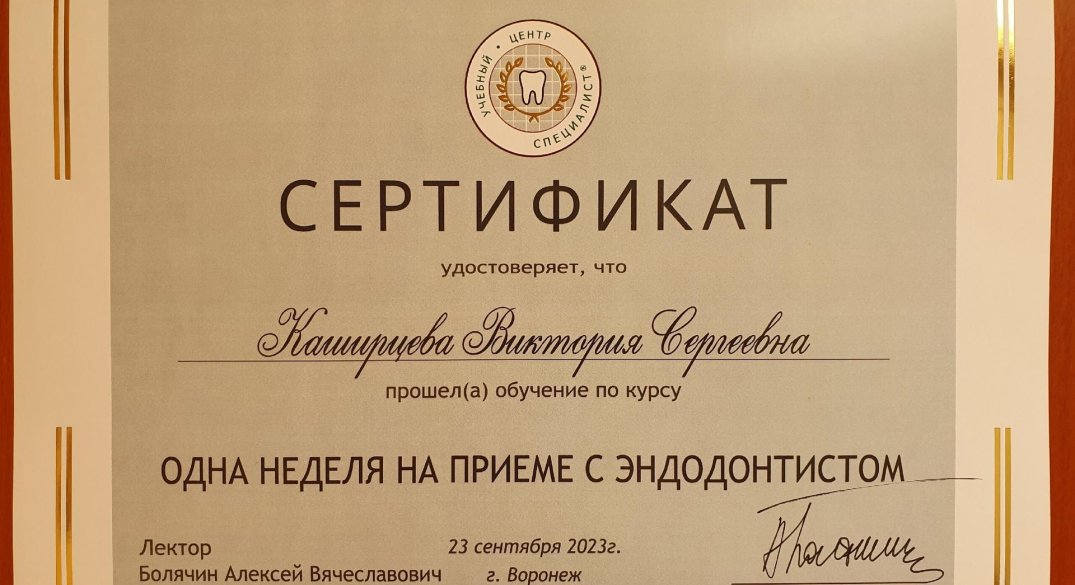 УЧЕБНЫЙ • ЦЕНТР
СПЕЦИАЛИСТ®
СЕРТИФИКАТ
удостоверяет, что
Каширцева Виктория Сергеевна
прошел(а) обучение по курсу
ОДНА НЕДЕЛЯ НА ПРИЕМЕ С ЭНДОДОНТИСТОМ
Лектор 23 сентября 2023г.
Болячин Алексей Вячеславович г. Воронеж